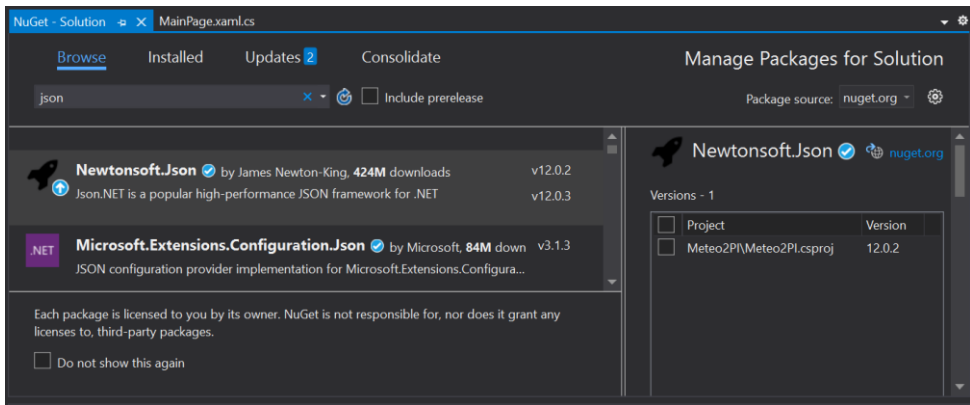 NuGet - Solution MainPage.xaml.cs
Browse Installed Updates 2 Consolidate
Manage Packages for Solution
json
Include prerelease
Package source: nuget.org
Newtonsoft.Json by James Newton-King, 424M downloads v12.0.2
Json.NET is a popular high-performance JSON framework for .NET v12.0.3
.NET
Microsoft.Extensions.Configuration.Json by Microsoft, 84M down v3.1.3
JSON configuration provider implementation for Microsoft.Extensions.Configura...
Each package is licensed to you by its owner. NuGet is not responsible for, nor does it grant any
licenses to, third-party packages.
Do not show this again
Newtonsoft.Json nuget.org
Versions - 1
Project Version
Meteo2PI\Meteo2PI.csproj 12.0.2